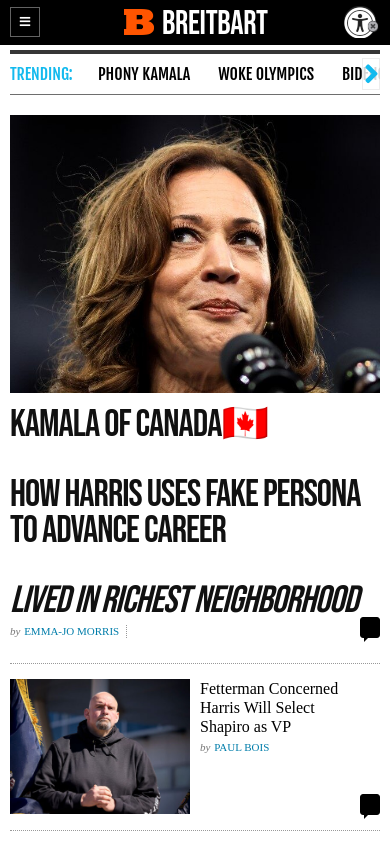 BREITBART
TRENDING: PHONY KAMALA WOKE OLYMPICS
KAMALA OF CANADA🇨🇦
HOW HARRIS USES FAKE PERSONA
TO ADVANCE CAREER
LIVED IN RICHEST NEIGHBORHOOD
by EMMA-JO MORRIS
Fetterman Concerned
Harris Will Select
Shapiro as VP
by PAUL BOIS